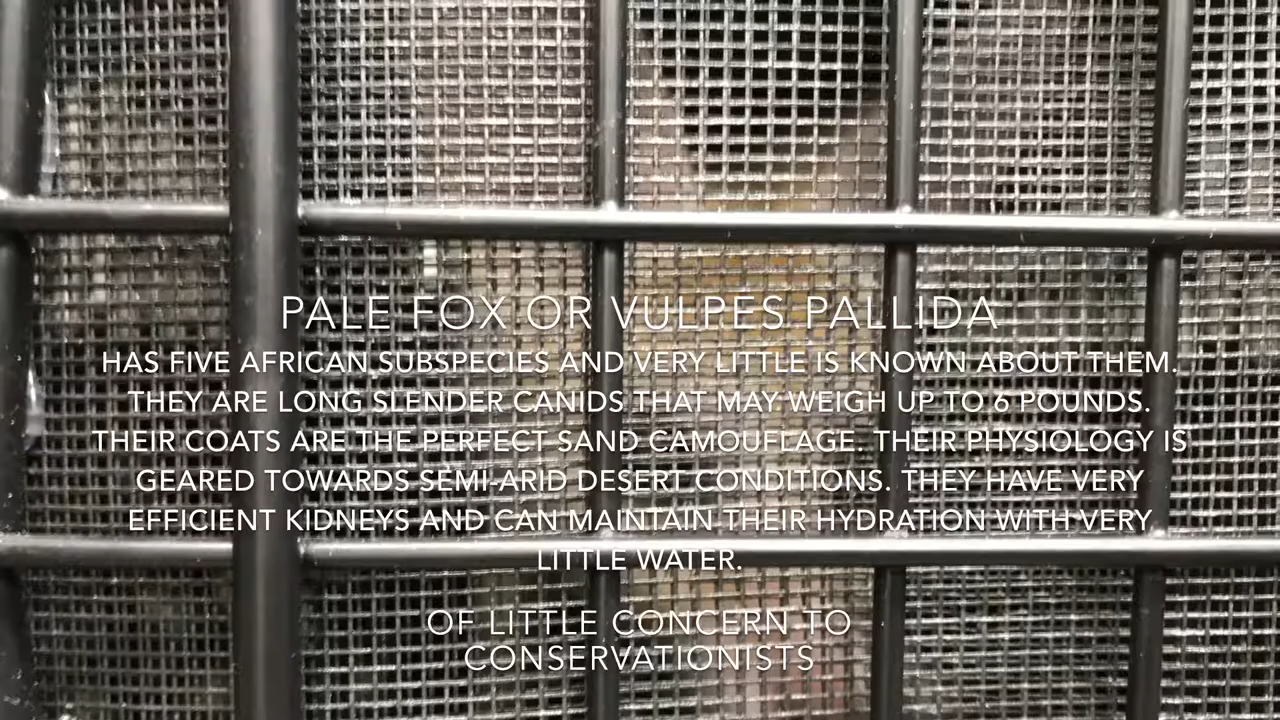 PALE FOX OR VULPES PALLIDA
HAS FIVE AFRICAN SUBSPECIES AND VERY LITTLE IS KNOWN ABOUT THEM.
THEY ARE LONG SLENDER CANIDS THAT MAY WEIGH UP TO 6 POUNDS.
THEIR COATS ARE THE PERFECT SAND CAMOUFLAGE. THEIR PHYSIOLOGY IS
GEARED TOWARDS SEMI-ARID DESERT CONDITIONS. THEY HAVE VERY
EFFICIENT KIDNEYS AND CAN MAINTAIN THEIR HYDRATION WITH VERY
LITTLE WATER.
OF LITTLE CONCERN TO
CONSERVATIONISTS